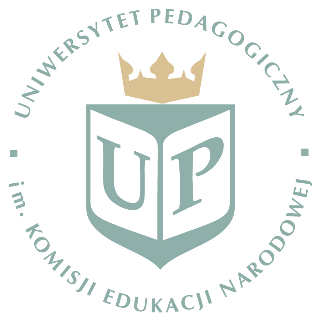 UNIWERSYTET PEDAGOGICZNY
UP
im. KOMISJI EDUKACJI NARODOWEJ